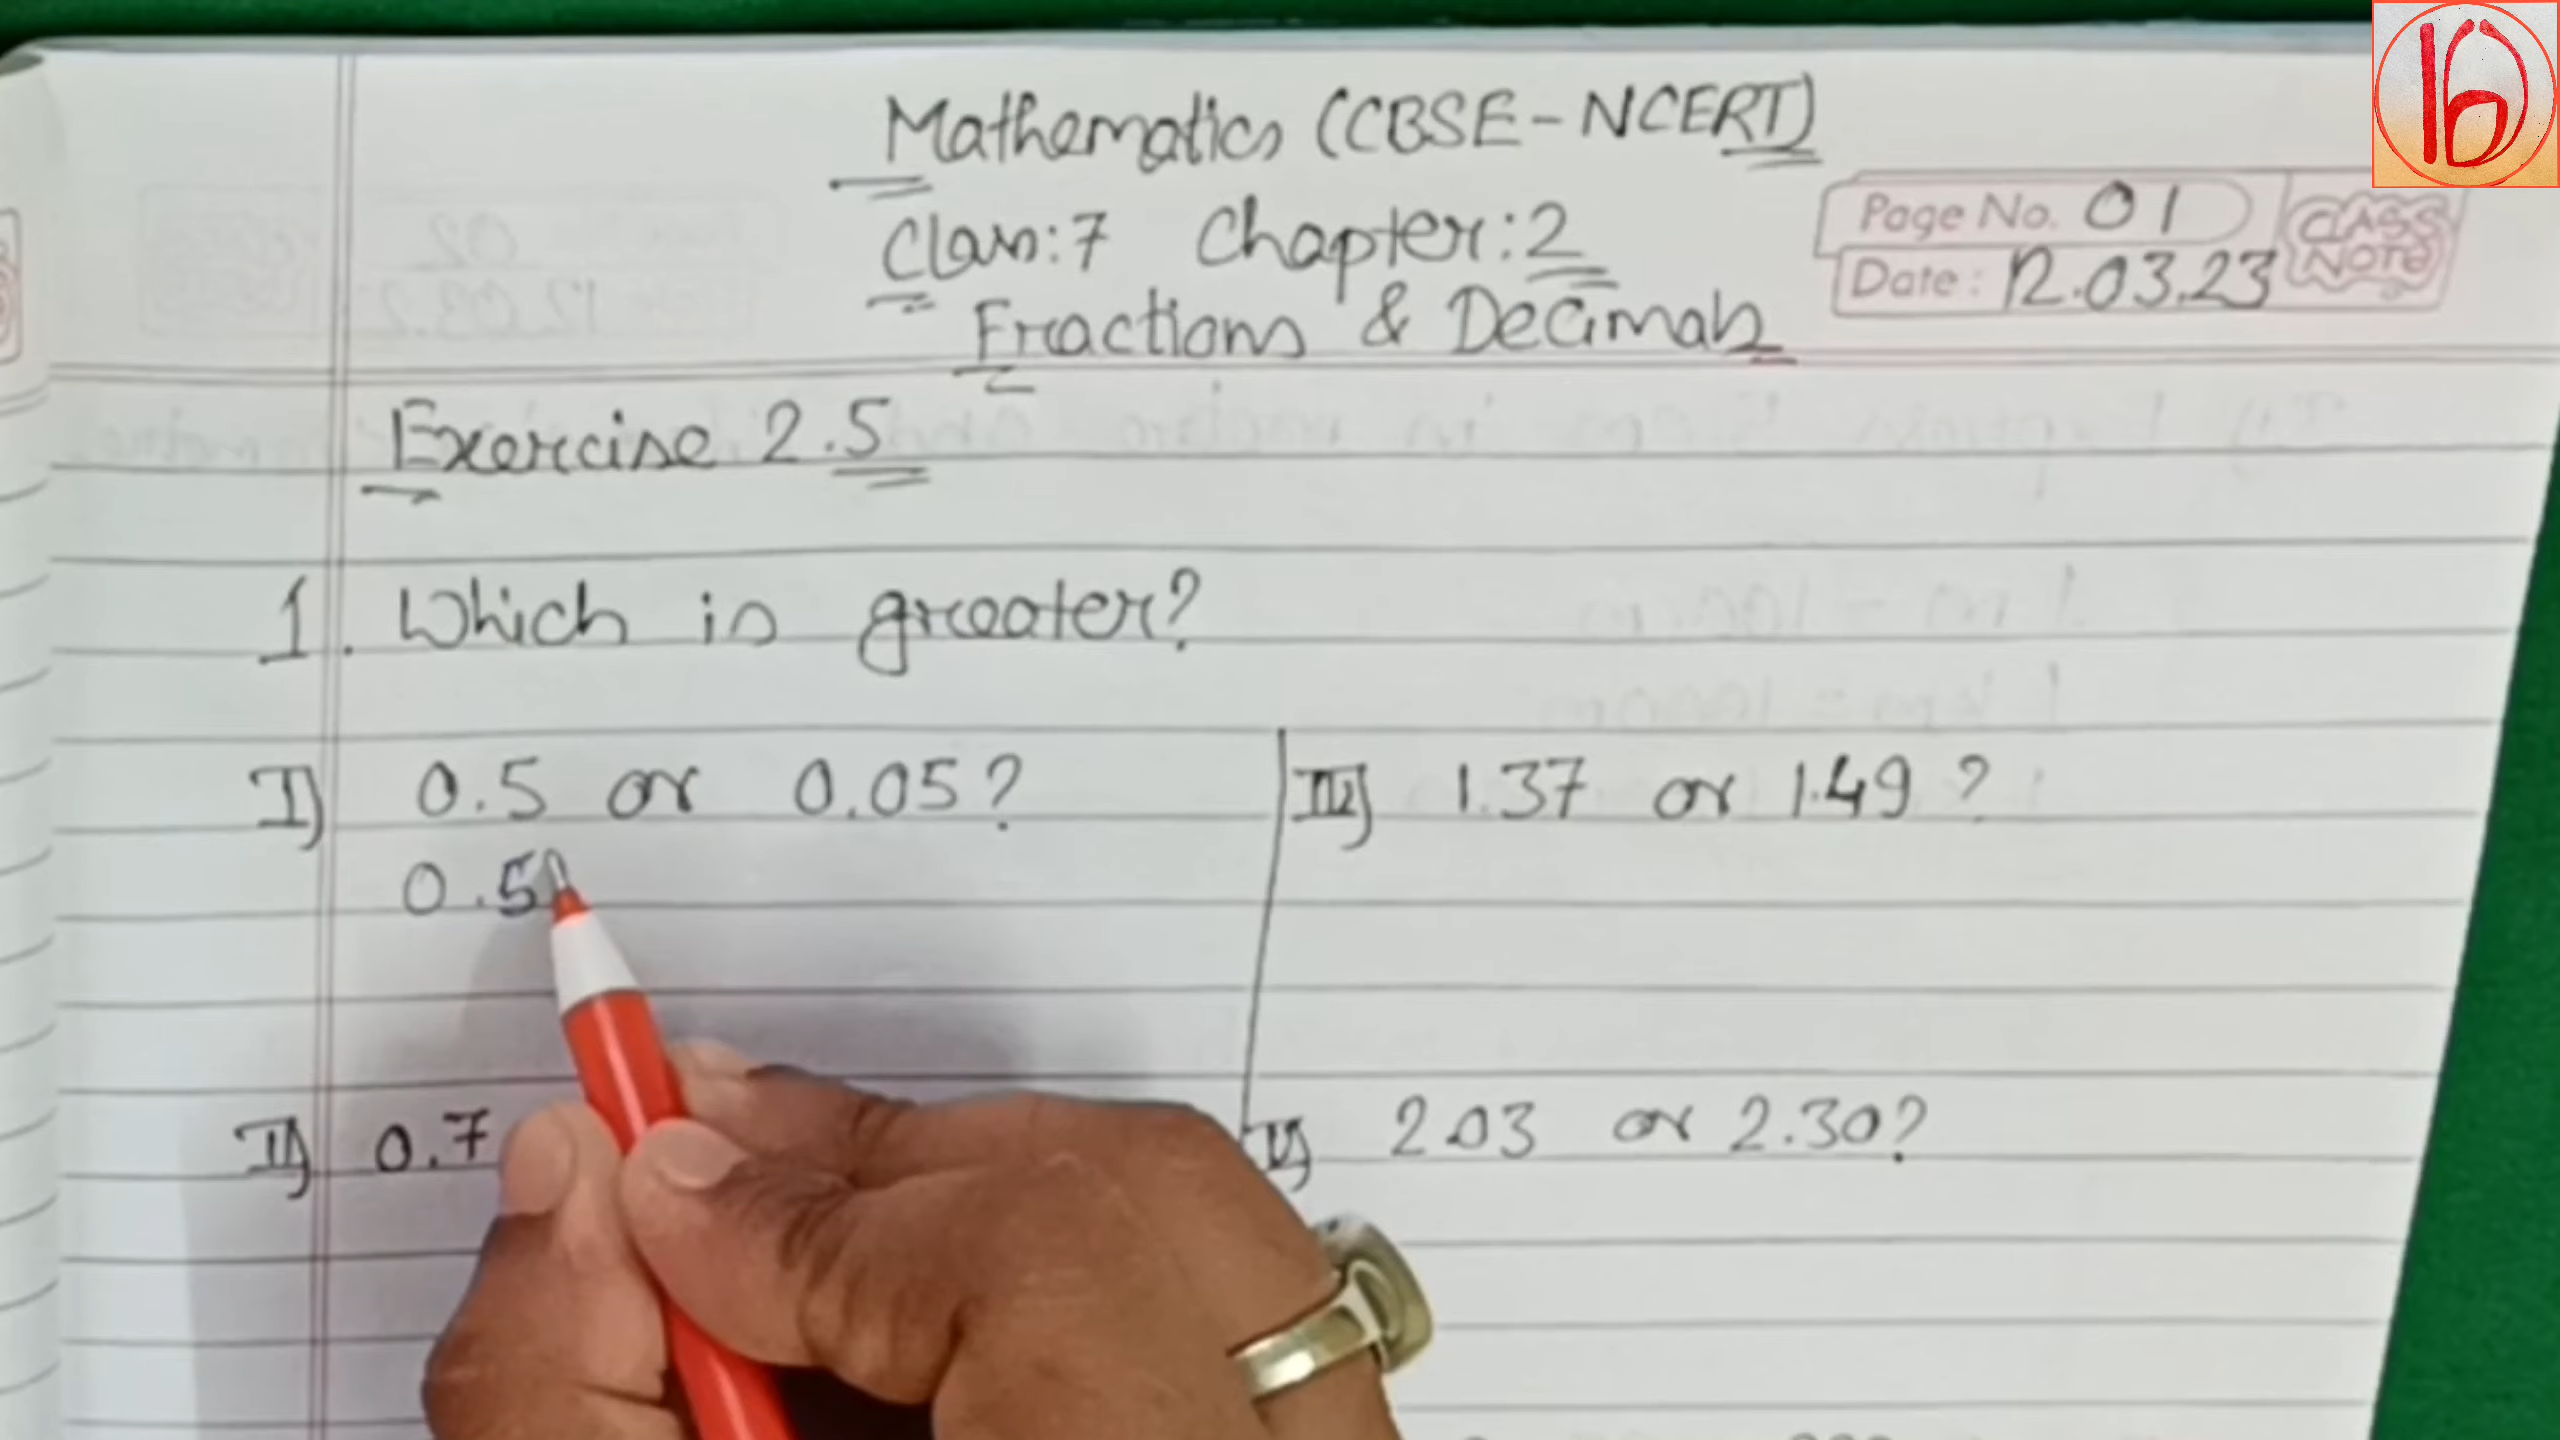 Mathematics (CBSE-NCERT)
Class:7 Chapter:2
Fractions & Decimals
Page No. 01
Date: 12.03.23
CLASS NOTE
Exercise 2.5
1. Which is greater?
I) 0.5 or 0.05?
0.5
II) 0.7
III) 1.37 or 1.49?
2.03 or 2.30?